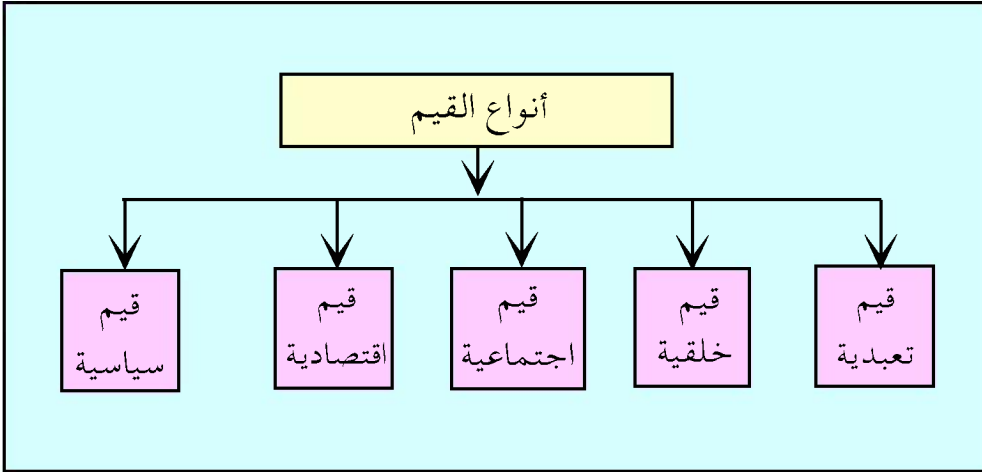 أنواع القيم
قيم
تعبدية
قيم
خلقية
قيم
اجتماعية
قيم
اقتصادية
قيم
سياسية